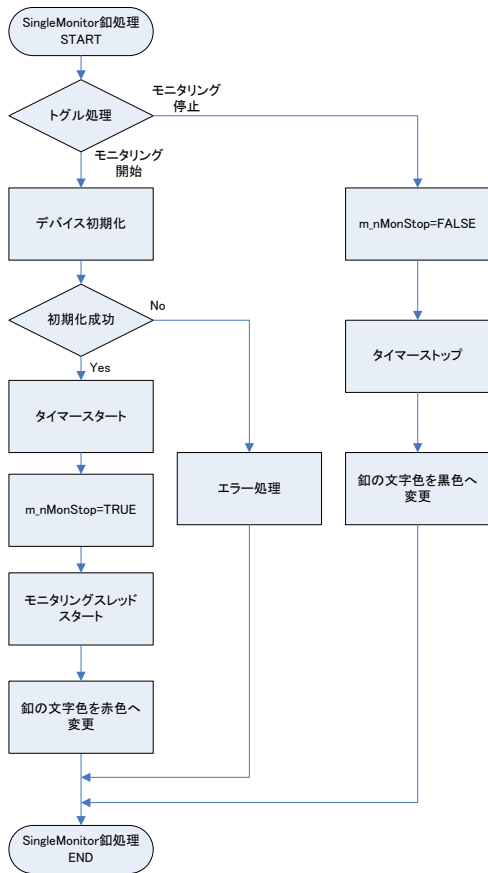 SingleMonitor釦処理
START
トグル処理
モニタリング
停止
モニタリング
開始
デバイス初期化
m_nMonStop=FALSE
初期化成功
No
Yes
タイマーストップ
タイマースタート
エラー処理
釦の文字色を黒色へ
変更
m_nMonStop=TRUE
モニタリングスレッド
スタート
釦の文字色を赤色へ
変更
SingleMonitor釦処理
END